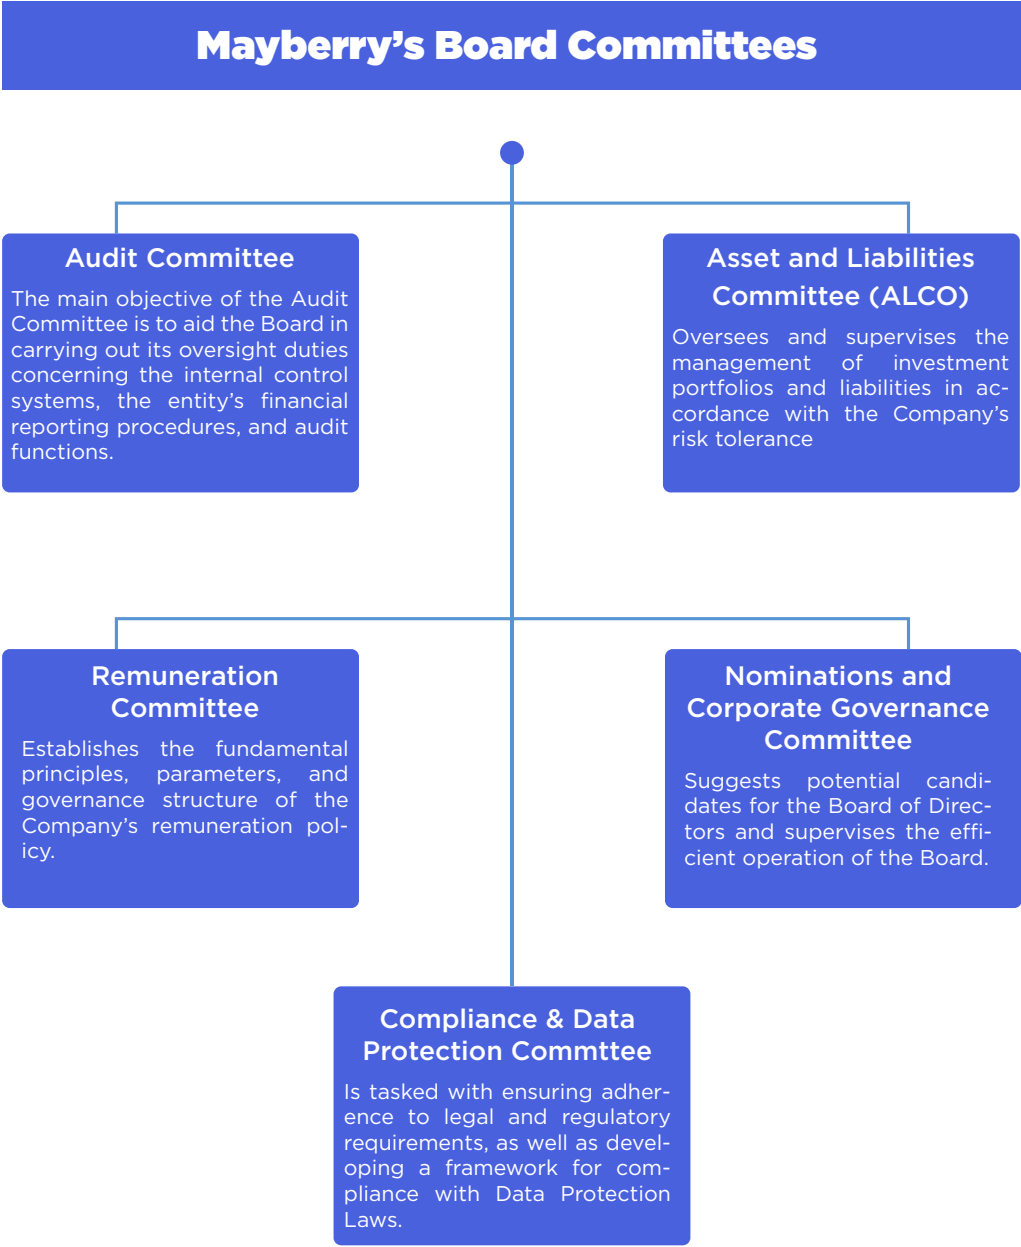 Mayberry’s Board Committees
Audit Committee
The main objective of the Audit
Committee is to aid the Board in
carrying out its oversight duties
concerning the internal control
systems, the entity’s financial
reporting procedures, and audit
functions.
Asset and Liabilities
Committee (ALCO)
Oversees and supervises the
management of investment
portfolios and liabilities in ac-
cordance with the Company’s
risk tolerance
Remuneration
Committee
Establishes the fundamental
principles, parameters, and
governance structure of the
Company’s remuneration pol-
icy.
Nominations and
Corporate Governance
Committee
Suggests potential candi-
dates for the Board of Direc-
tors and supervises the effi-
cient operation of the Board.
Compliance & Data
Protection Commttee
Is tasked with ensuring adher-
ence to legal and regulatory
requirements, as well as devel-
oping a framework for com-
pliance with Data Protection
Laws.